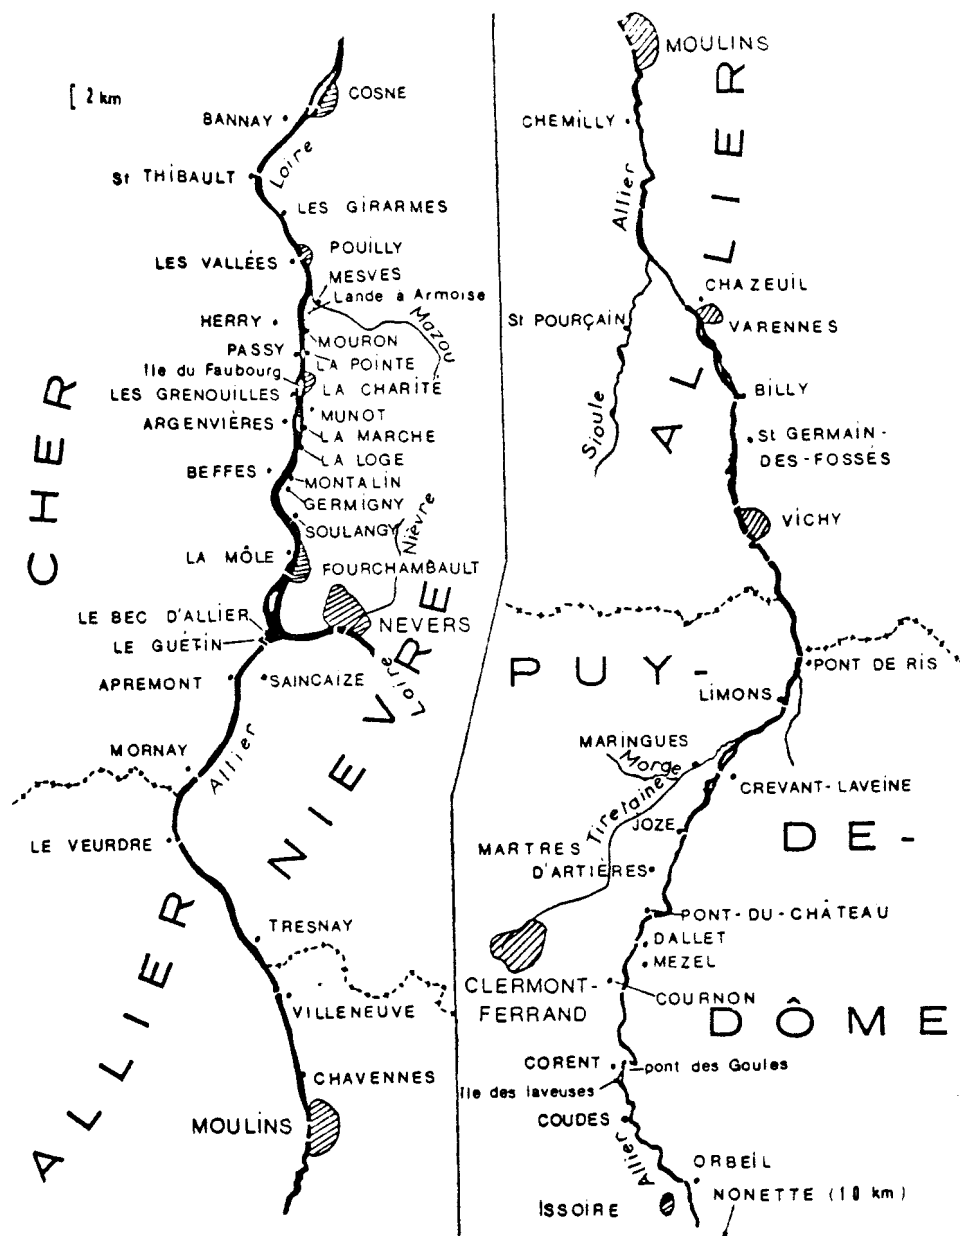 2 km
COSNE
BANNAY
Loire
St THIBAULT
LES GIRARMES
POUILLY
LES VALLÉES
MESVES
Lande à Armoise
Mazou
HERRY
MOURON
PASSY
LA POINTE
île du Faubourg
LES GRENOUILLES
LA CHARITÉ
MUNOT
ARGENVIÈRES
LA MARCHE
LA LOGE
BEFFES
MONTALIN
GERMIGNY
SOULANGY
Nièvre
LA MÔLE
FOURCHAMBAULT
LE BEC D'ALLIER
NEVERS
LE GUÉTIN
APREMONT
SAINCAIZE
Loire
MORNAY
Allier
LE VEURDRE
TRESNAY
VILLENEUVE
CHAVENNES
MOULINS
CHER
NIEVRE
ALLIER
MOULINS
CHEMILLY
Allier
CHAZEUIL
St POURÇAIN
VARENNES
Sioule
BILLY
St GERMAIN-
DES-FOSSÉS
VICHY
ALLIER
PUY-
PONT DE RIS
LIMONS
MARINGUES
Morge
CREVANT-LAVEINE
Tiretaine
JOZE
DE-
MARTRES
D'ARTIÈRES
PONT-DU-CHÂTEAU
DALLET
MEZEL
CLERMONT-
FERRAND
COURNON
DÔME
CORENT
pont des Goules
île des laveuses
COUDES
Allier
ORBEIL
ISSOIRE
NONETTE (10 km)